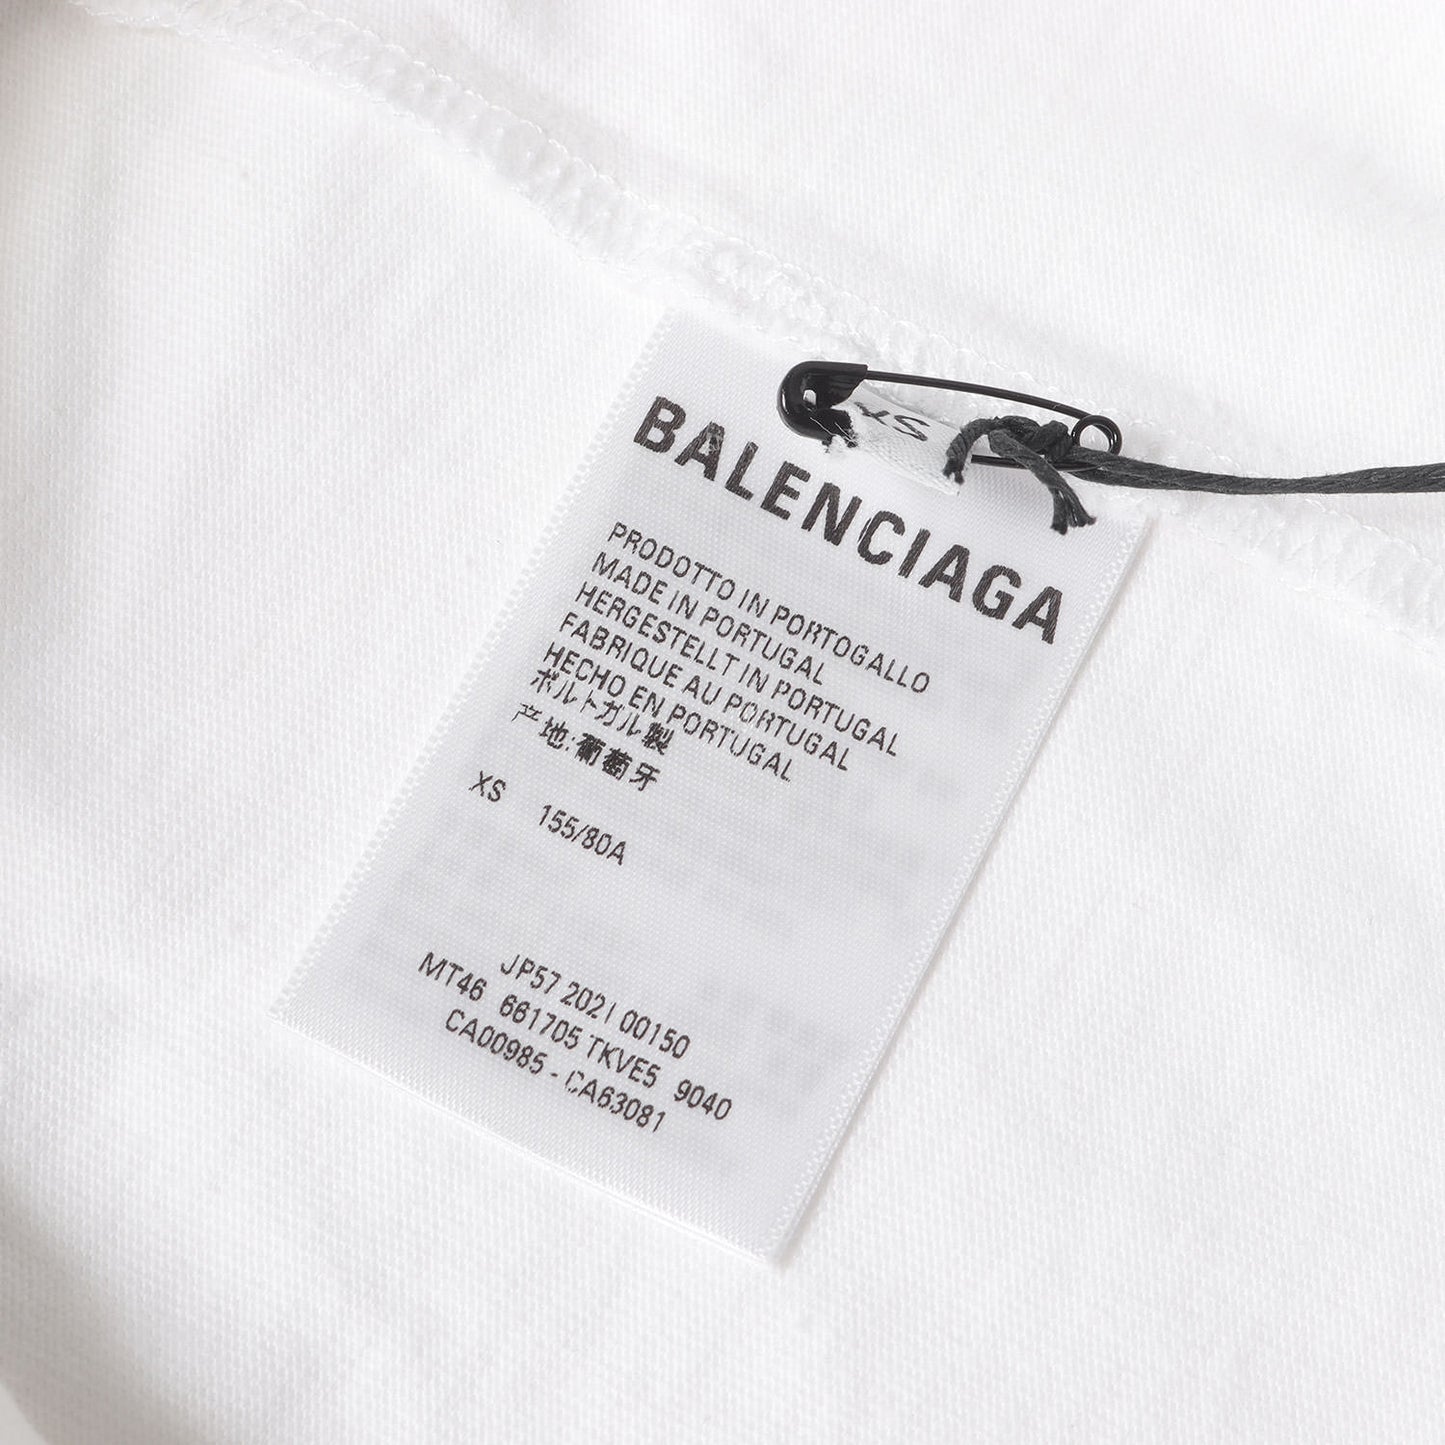 XS
BALENCIAGA
PRODOTTO IN PORTOGALLO
MADE IN PORTUGAL
HERGESTELLT IN PORTUGAL
FABRIQUE AU PORTUGAL
HECHO EN PORTUGAL
ポルトガル製
产地:葡萄牙
XS 155/80A
JP57 2021 00150
MT46 661705 TKVE5 9040
CA00985 - CA63081